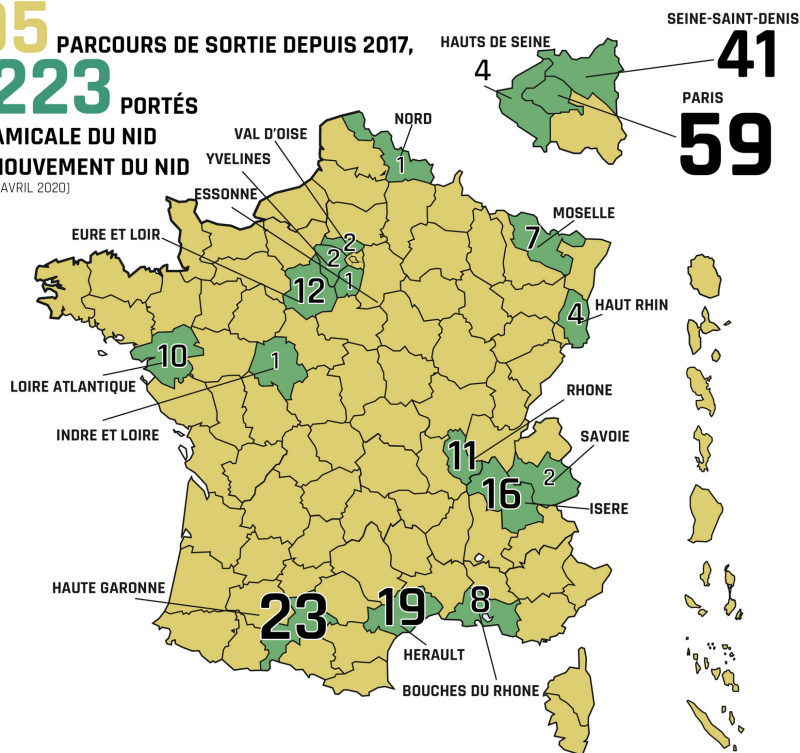 95 PARCOURS DE SORTIE DEPUIS 2017,
223 PORTÉS
AMICALE DU NID
MOUVEMENT DU NID
AVRIL 2020)
SEINE-SAINT-DENIS
41
HAUTS DE SEINE
4
PARIS
59
NORD
1
VAL D'OISE
2
YVELINES
2
ESSONNE
1
EURE ET LOIR
12
MOSELLE
7
HAUT RHIN
4
LOIRE ATLANTIQUE
10
INDRE ET LOIRE
1
RHONE
11
SAVOIE
2
ISERE
16
HAUTE GARONNE
23
HERAULT
19
BOUCHES DU RHONE
8